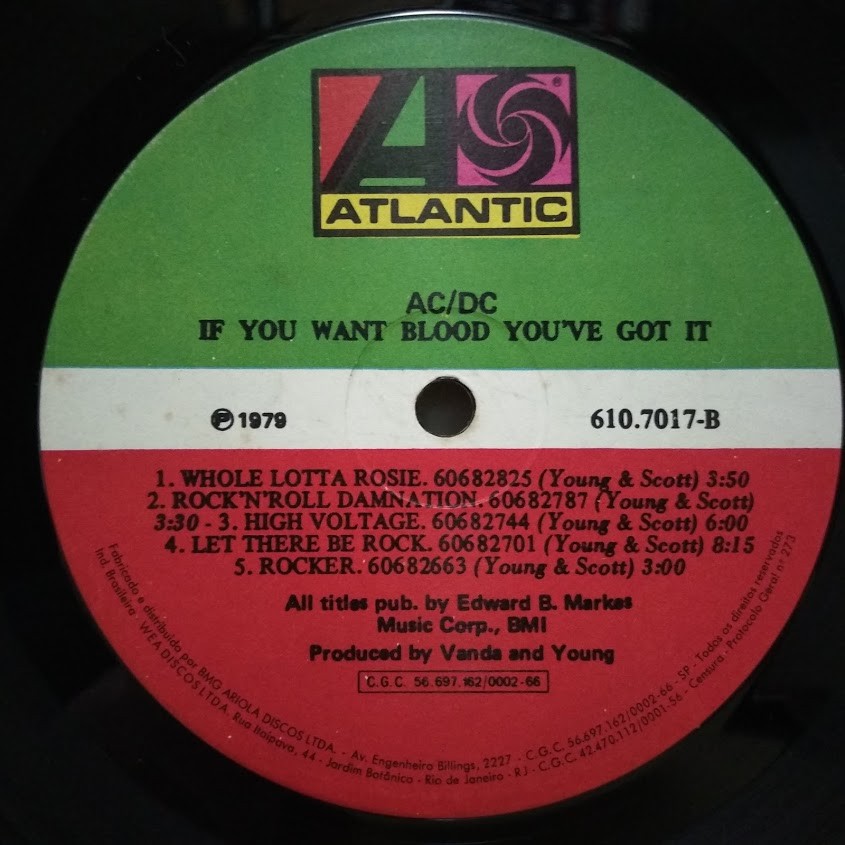 ATLANTIC
®
AC/DC
IF YOU WANT BLOOD YOU'VE GOT IT
Ⓟ 1979
610.7017-B
1. WHOLE LOTTA ROSIE. 60682825 (Young & Scott) 3:50
2. ROCK'N'ROLL DAMNATION. 60682787 (Young & Scott)
3:30 - 3. HIGH VOLTAGE. 60682744 (Young & Scott) 6:00
4. LET THERE BE ROCK. 60682701 (Young & Scott) 8:15
5. ROCKER. 60682663 (Young & Scott) 3:00
All titles pub. by Edward B. Markas
Music Corp., BMI
Produced by Vanda and Young
C.G.C. 56.697.162/0002-66
Fabricado e distribuído por BMG ARIOLA DISCOS LTDA. - Av. Engenheiro Billings, 2227 - C.G.C. 56.697.162/0002-66 - SP - Todos os direitos reservados
Ind. Brasileira - WEA DISCOS LTDA. Rua Itaipava, 44 - Jardim Botânico - Rio de Janeiro - RJ - C.G.C. 42.470.112/0001-56 - Censura - Protocolo Geral nº 273